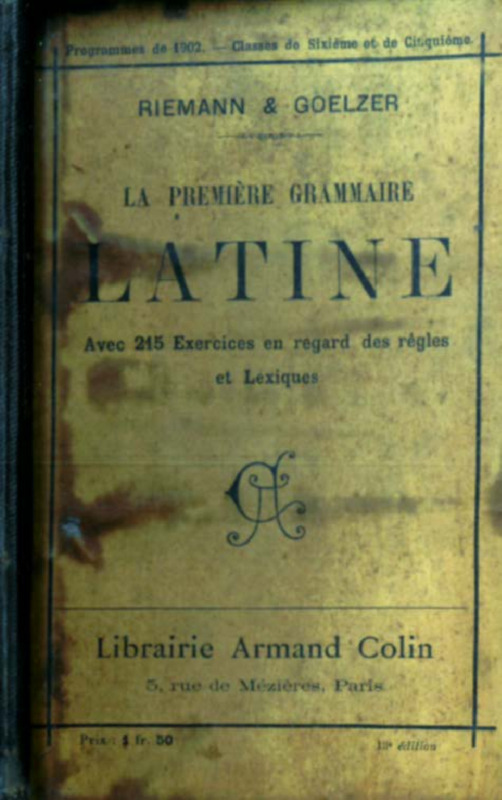 Programmes de 1902. — Classes de Sixième et de Cinquième.
RIEMANN & GOELZER
LA PREMIÈRE GRAMMAIRE
LATINE
Avec 215 Exercices en regard des règles
et Lexiques
Librairie Armand Colin
5, rue de Mézières, Paris
Prix : 1 fr. 50
édition